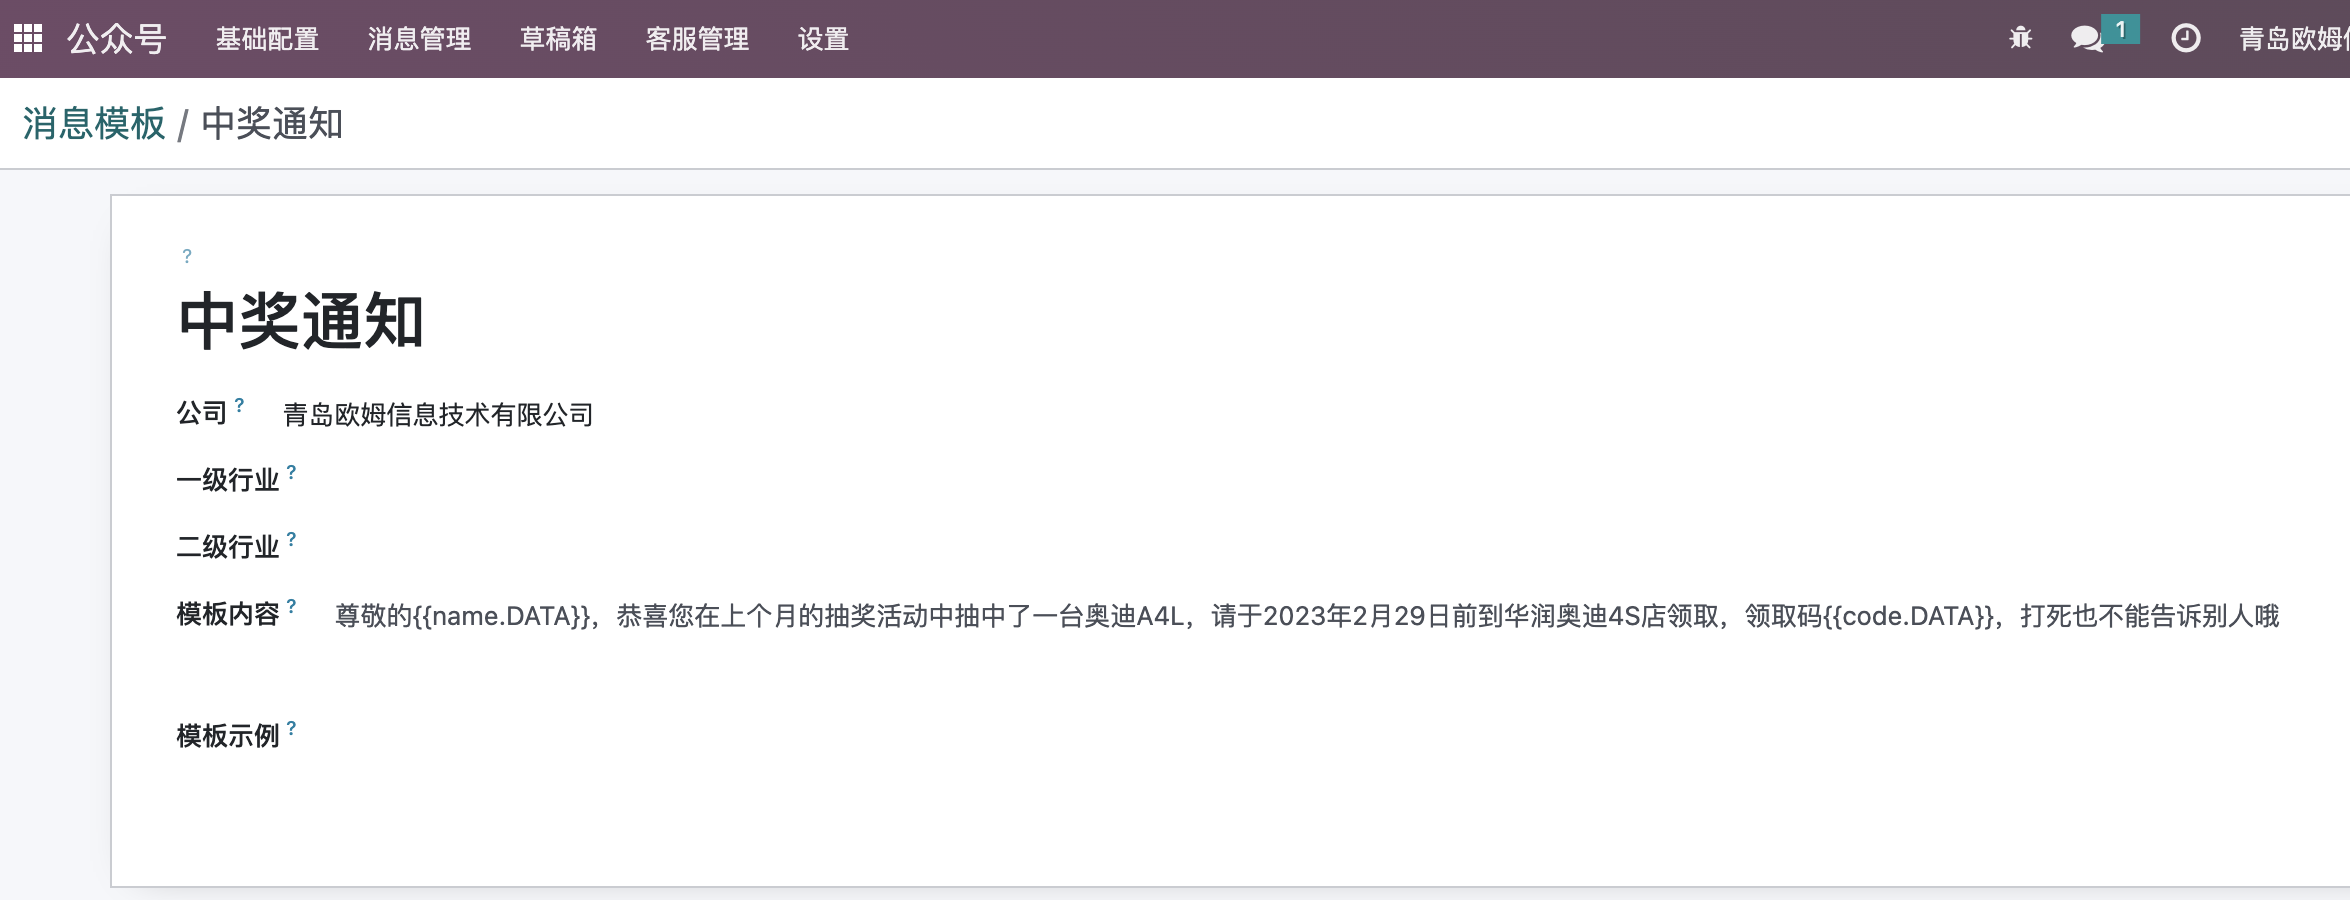 公众号 基础配置 消息管理 草稿箱 客服管理 设置 1 青岛欧姆
消息模板 / 中奖通知
?
中奖通知
公司 ? 青岛欧姆信息技术有限公司
一级行业 ?
二级行业 ?
模板内容 ? 尊敬的{{name.DATA}}，恭喜您在上个月的抽奖活动中抽中了一台奥迪A4L，请于2023年2月29日前到华润奥迪4S店领取，领取码{{code.DATA}}，打死也不能告诉别人哦
模板示例 ?